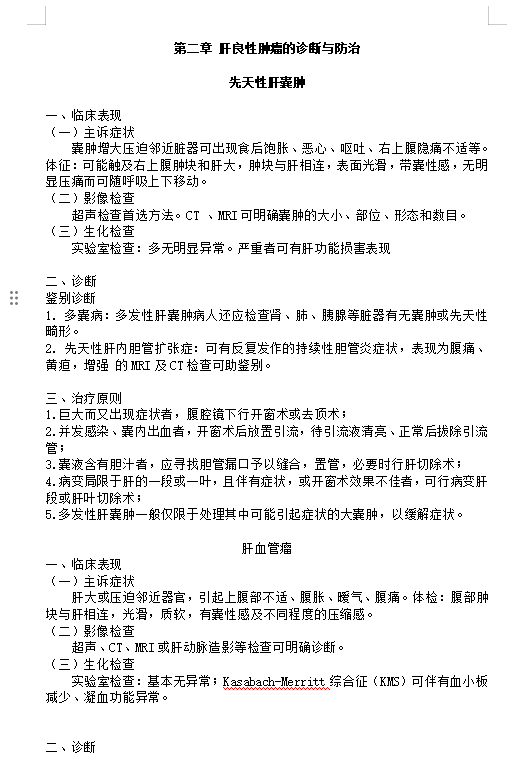 第二章 肝良性肿瘤的诊断与防治
先天性肝囊肿
一、临床表现
（一）主诉症状
囊肿增大压迫邻近脏器可出现食后饱胀、恶心、呕吐、右上腹隐痛不适等。
体征：可能触及右上腹肿块和肝大，肿块与肝相连，表面光滑，带囊性感，无明
显压痛而可随呼吸上下移动。
（二）影像检查
超声检查首选方法。CT 、MRI可明确囊肿的大小、部位、形态和数目。
（三）生化检查
实验室检查：多无明显异常。严重者可有肝功能损害表现
二、诊断
鉴别诊断
1. 多囊病：多发性肝囊肿病人还应检查肾、肺、胰腺等脏器有无囊肿或先天性
畸形。
2. 先天性肝内胆管扩张症：可有反复发作的持续性胆管炎症状，表现为腹痛、
黄疸，增强 的MRI 及CT检查可助鉴别。
三、治疗原则
1.巨大而又出现症状者，腹腔镜下行开窗术或去顶术；
2.并发感染、囊内出血者，开窗术后放置引流，待引流液清亮、正常后拔除引流
管；
3.囊液含有胆汁者，应寻找胆管漏口予以缝合，置管，必要时行肝切除术；
4.病变局限于肝的一段或一叶，且伴有症状，或开窗术效果不佳者，可行病变肝
段或肝叶切除术；
5.多发性肝囊肿一般仅限于处理其中可能引起症状的大囊肿，以缓解症状。
肝血管瘤
一、临床表现
（一）主诉症状
肝大或压迫邻近器官，引起上腹部不适、腹胀、暖气、腹痛。体检：腹部肿
块与肝相连，光滑，质软，有囊性感及不同程度的压缩感。
（二）影像检查
超声、CT、MRI或肝动脉造影等检查可明确诊断。
（三）生化检查
实验室检查：基本无异常；Kasabach-Merritt综合征（KMS）可伴有血小板
减少、凝血功能异常。
二、诊断